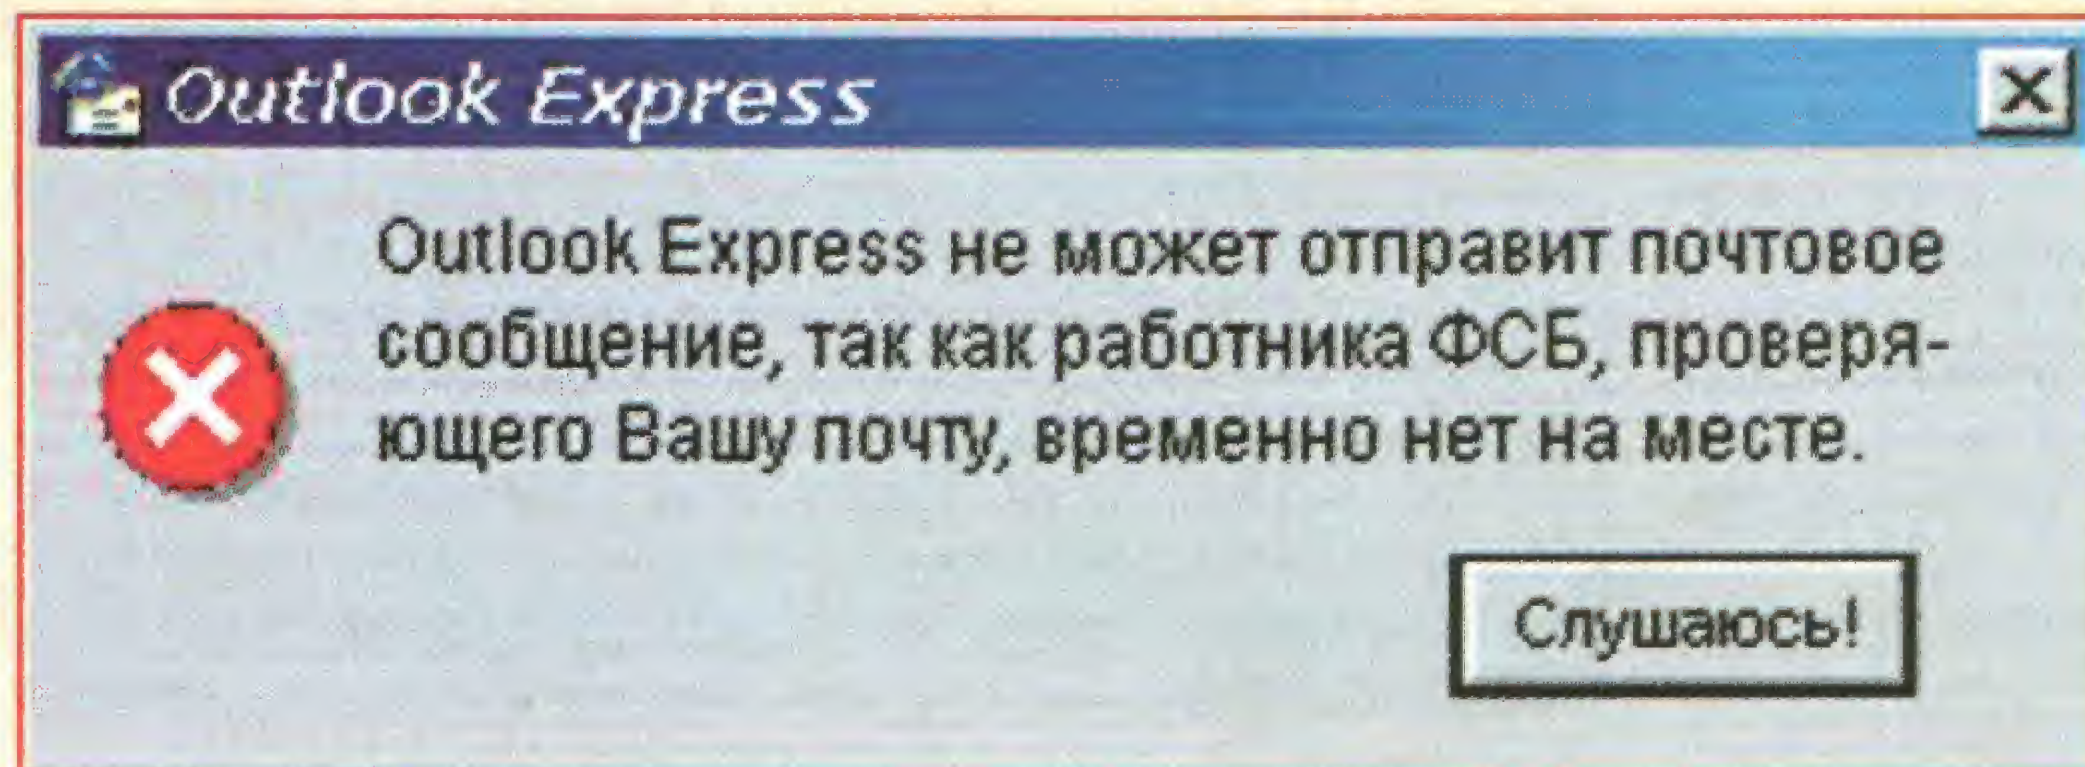 Outlook Express
Outlook Express не может отправит почтовое
сообщение, так как работника ФСБ, проверя-
ющего Вашу почту, временно нет на месте.
Слушаюсь!